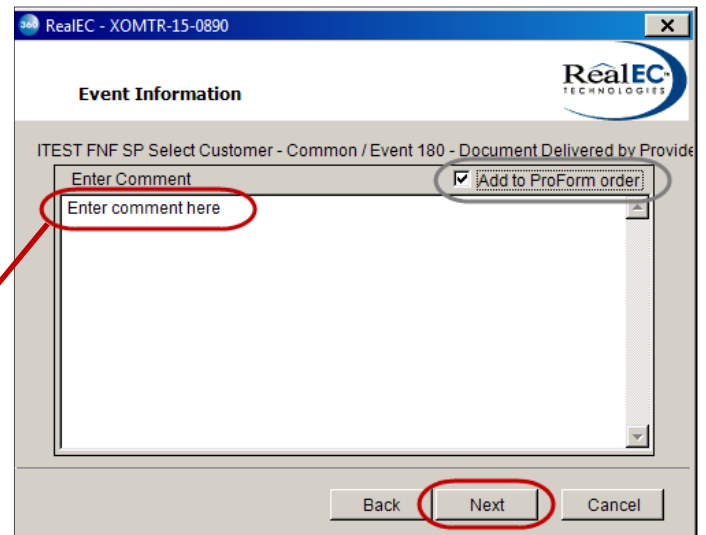 360 RealEC - XOMTR-15-0890
Event Information
RealEC
TECHNOLOGIES
ITEST FNF SP Select Customer - Common / Event 180 - Document Delivered by Provide
Enter Comment
Add to ProForm order
Enter comment here
Back
Next
Cancel